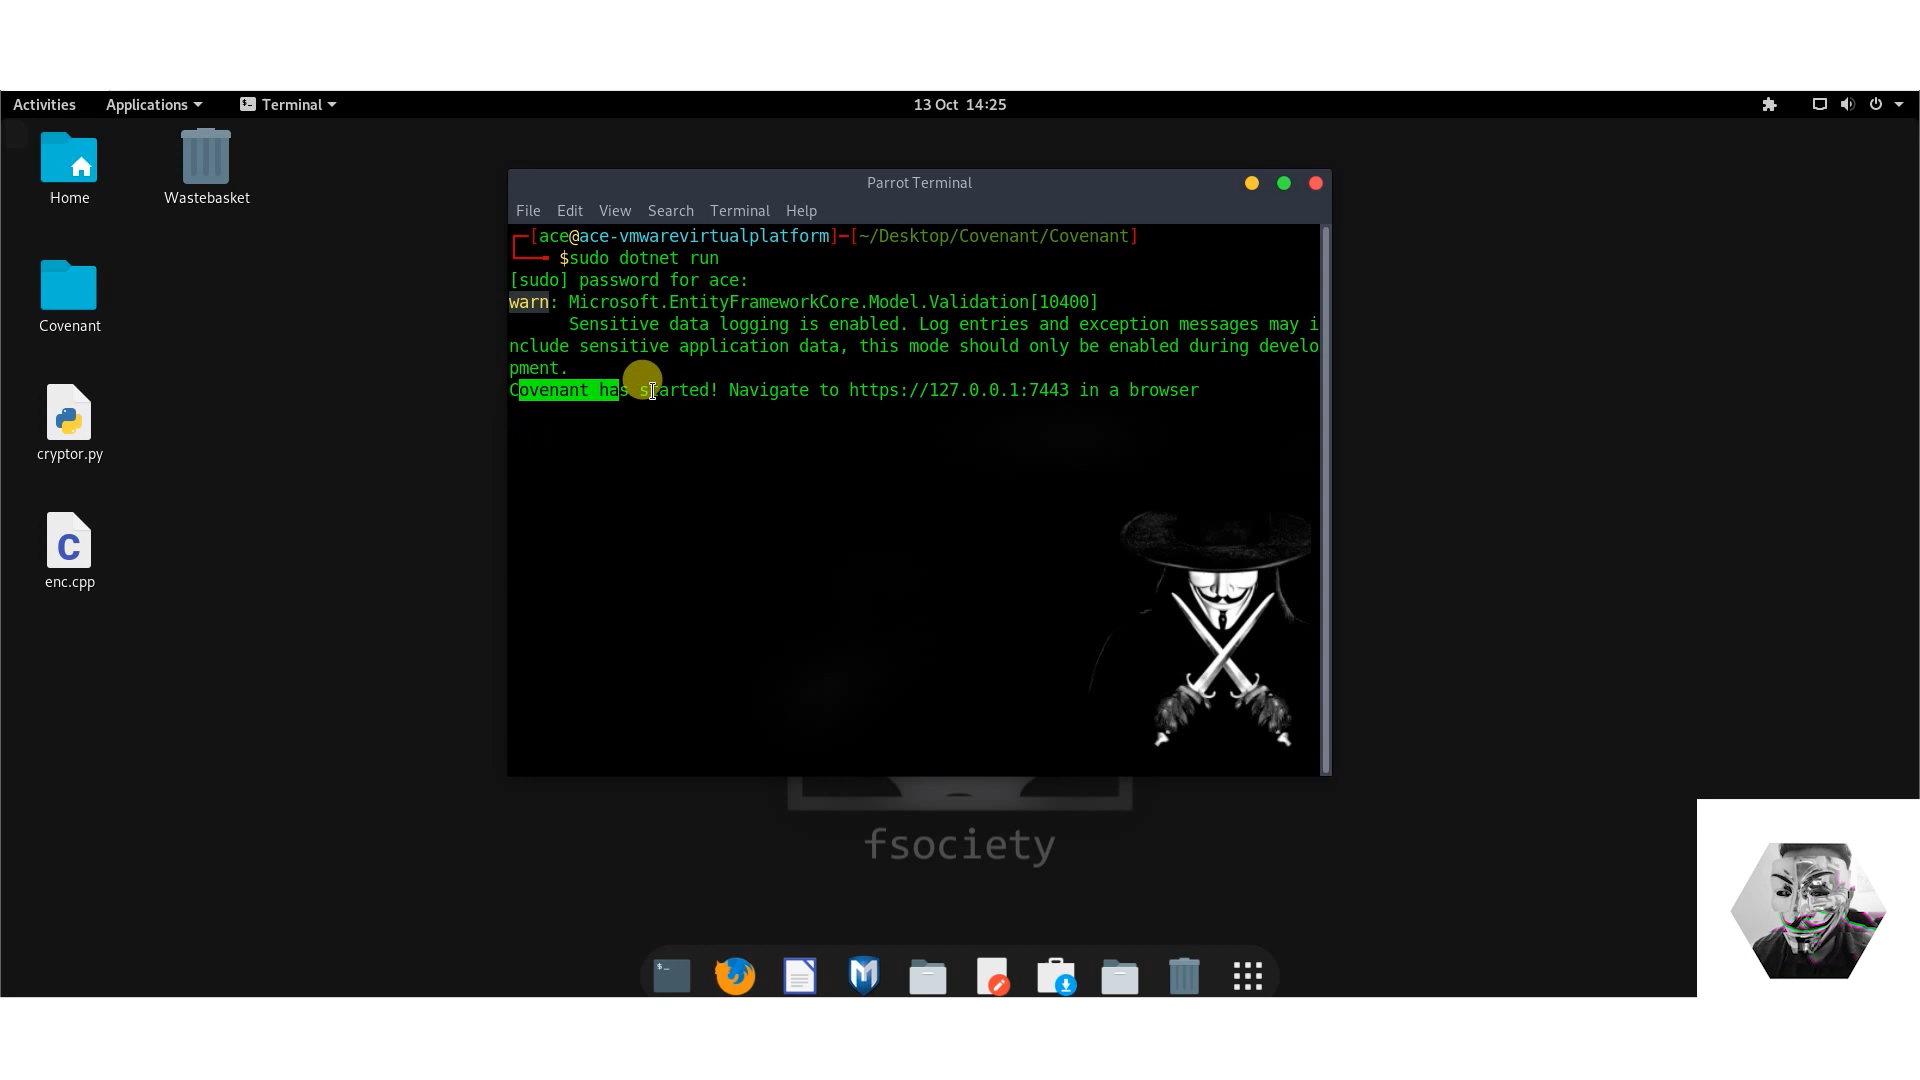 Activities Applications Terminal 13 Oct 14:25
Home
Wastebasket
Covenant
cryptor.py
enc.cpp
Parrot Terminal
File Edit View Search Terminal Help
[ace@ace-vmwarevirtualplatform]─[~/Desktop/Covenant/Covenant]
$sudo dotnet run
[sudo] password for ace:
warn: Microsoft.EntityFrameworkCore.Model.Validation[10400]
Sensitive data logging is enabled. Log entries and exception messages may i
nclude sensitive application data, this mode should only be enabled during develo
pment.
Covenant has started! Navigate to https://127.0.0.1:7443 in a browser
fsociety